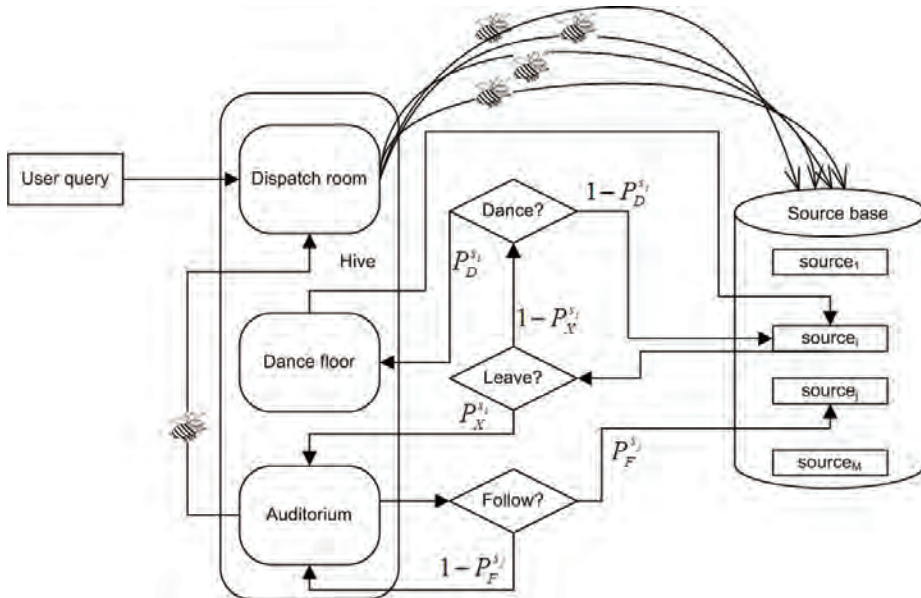 User query
Dispatch room
Dance?
1−P_D^{s_i}
Source base
Hive
P_D^{s_i}
source₁
1−P_X^{s_i}
Dance floor
Leave?
sourceᵢ
P_X^{s_i}
sourceⱼ
Auditorium
Follow?
P_F^{s_j}
source_M
1−P_F^{s_j}